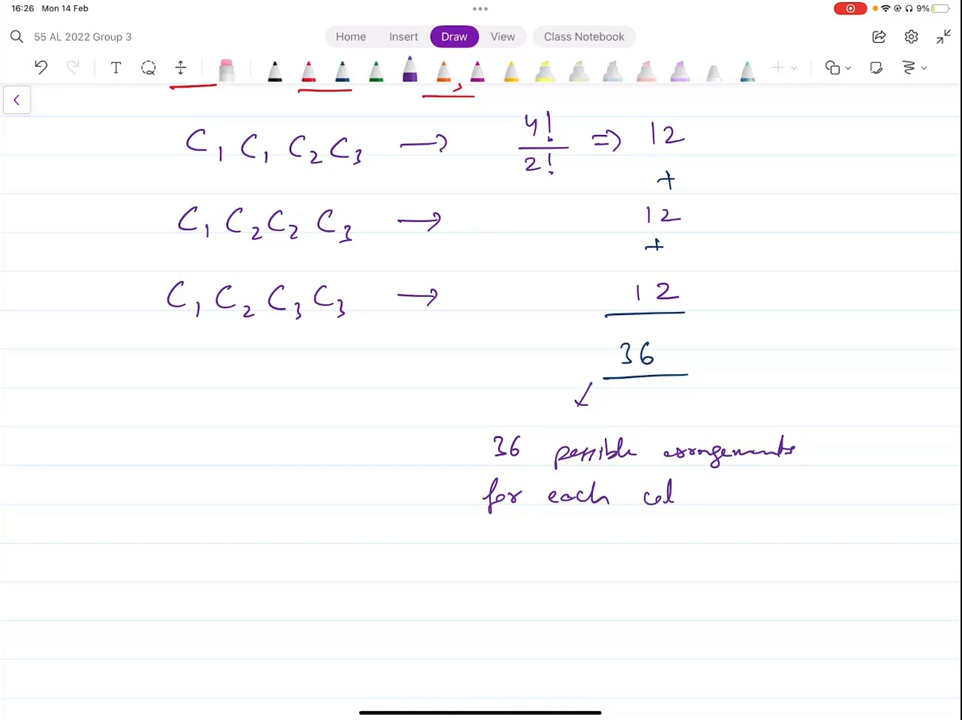 16:26 Mon 14 Feb
9%
55 AL 2022 Group 3
Home Insert Draw View Class Notebook
T
C₁ C₁ C₂ C₃ → 4!/2! ⇒ 12
+
C₁ C₂ C₂ C₃ → 12
+
C₁ C₂ C₃ C₃ → 12
36
36 possible arrangements
for each col